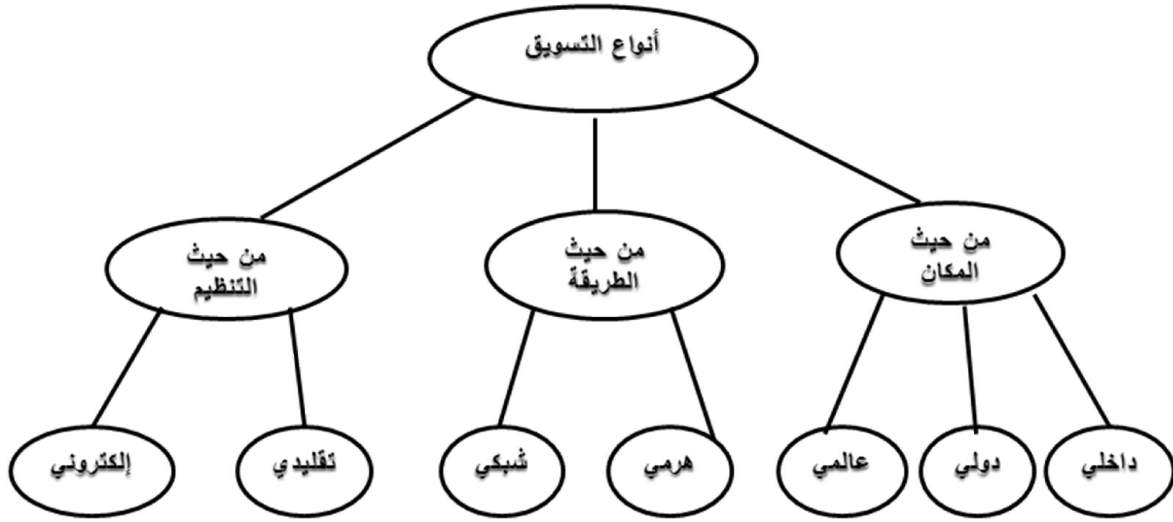 أنواع التسويق
من حيث
المكان
من حيث
الطريقة
من حيث
التنظيم
داخلي
دولي
عالمي
هرمي
شبكي
تقليدي
إلكتروني